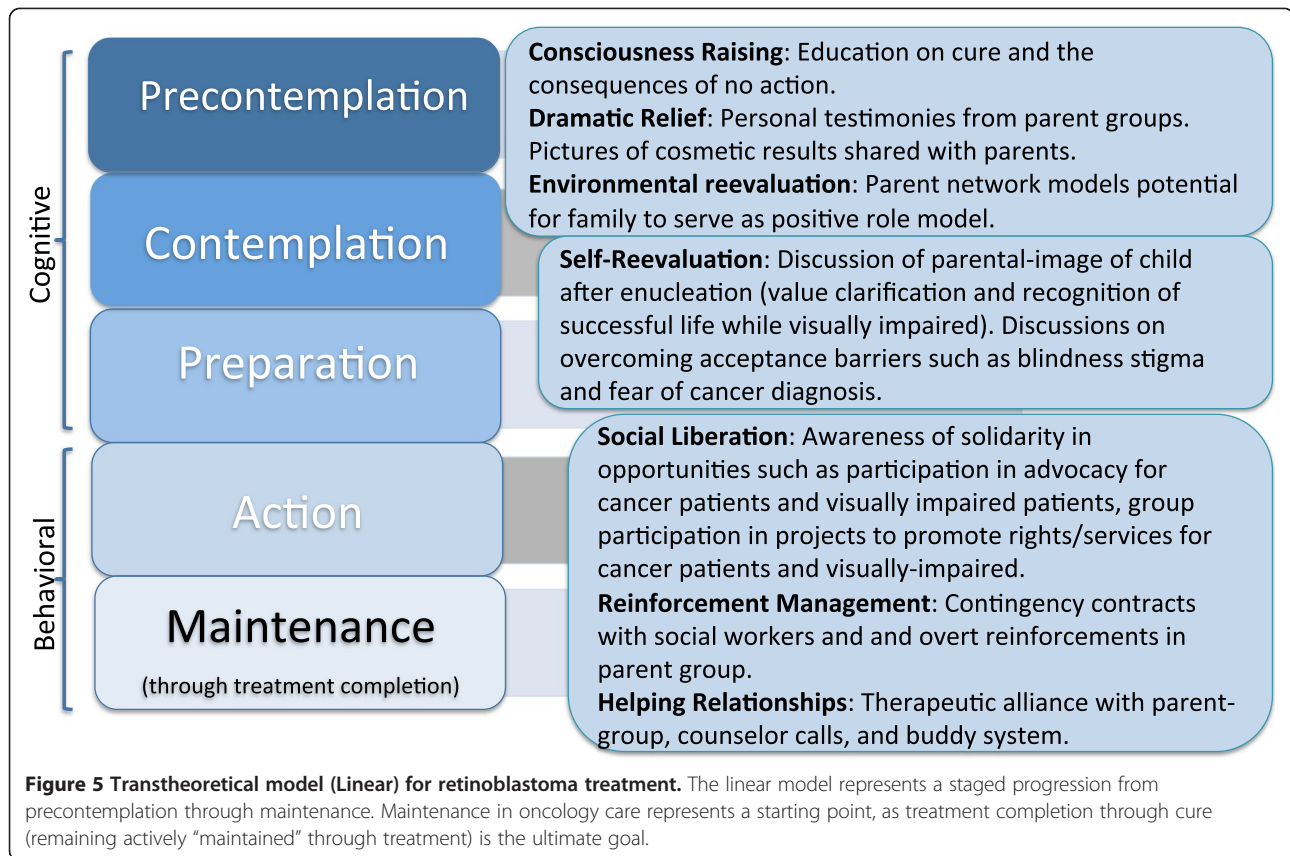 Cognitive
Precontemplation
Contemplation
Preparation
Behavioral
Action
Maintenance
(through treatment completion)
Consciousness Raising: Education on cure and the
consequences of no action.
Dramatic Relief: Personal testimonies from parent groups.
Pictures of cosmetic results shared with parents.
Environmental reevaluation: Parent network models potential
for family to serve as positive role model.
Self-Reevaluation: Discussion of parental-image of child
after enucleation (value clarification and recognition of
successful life while visually impaired). Discussions on
overcoming acceptance barriers such as blindness stigma
and fear of cancer diagnosis.
Social Liberation: Awareness of solidarity in
opportunities such as participation in advocacy for
cancer patients and visually impaired patients, group
participation in projects to promote rights/services for
cancer patients and visually-impaired.
Reinforcement Management: Contingency contracts
with social workers and and overt reinforcements in
parent group.
Helping Relationships: Therapeutic alliance with parent-
group, counselor calls, and buddy system.
Figure 5 Transtheoretical model (Linear) for retinoblastoma treatment. The linear model represents a staged progression from
precontemplation through maintenance. Maintenance in oncology care represents a starting point, as treatment completion through cure
(remaining actively “maintained” through treatment) is the ultimate goal.